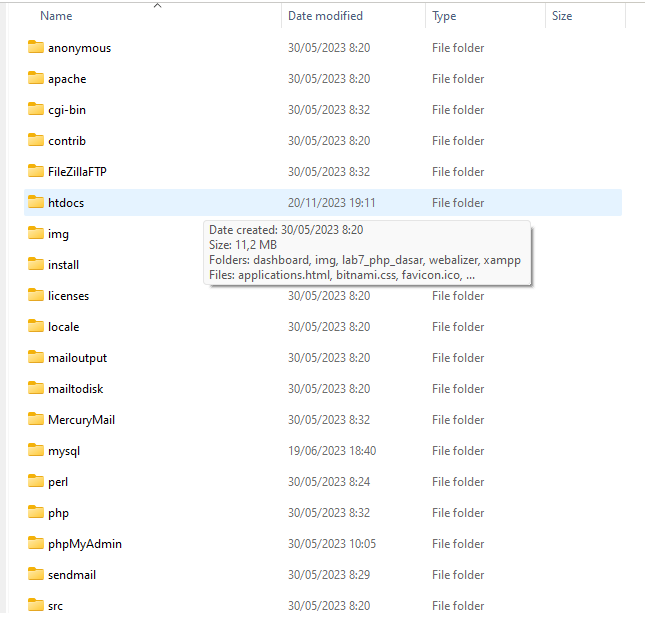 Name Date modified Type Size
anonymous 30/05/2023 8:20 File folder
apache 30/05/2023 8:20 File folder
cgi-bin 30/05/2023 8:32 File folder
contrib 30/05/2023 8:20 File folder
FileZillaFTP 30/05/2023 8:32 File folder
htdocs 20/11/2023 19:11 File folder
img
Date created: 30/05/2023 8:20
Size: 11,2 MB
install
Folders: dashboard, img, lab7_php_dasar, webalizer, xampp
Files: applications.html, bitnami.css, favicon.ico, ...
licenses 30/05/2023 8:20 File folder
locale 30/05/2023 8:20 File folder
mailoutput 30/05/2023 8:20 File folder
mailtodisk 30/05/2023 8:20 File folder
MercuryMail 30/05/2023 8:32 File folder
mysql 19/06/2023 18:40 File folder
perl 30/05/2023 8:24 File folder
php 30/05/2023 8:32 File folder
phpMyAdmin 30/05/2023 10:05 File folder
sendmail 30/05/2023 8:29 File folder
src 30/05/2023 8:20 File folder